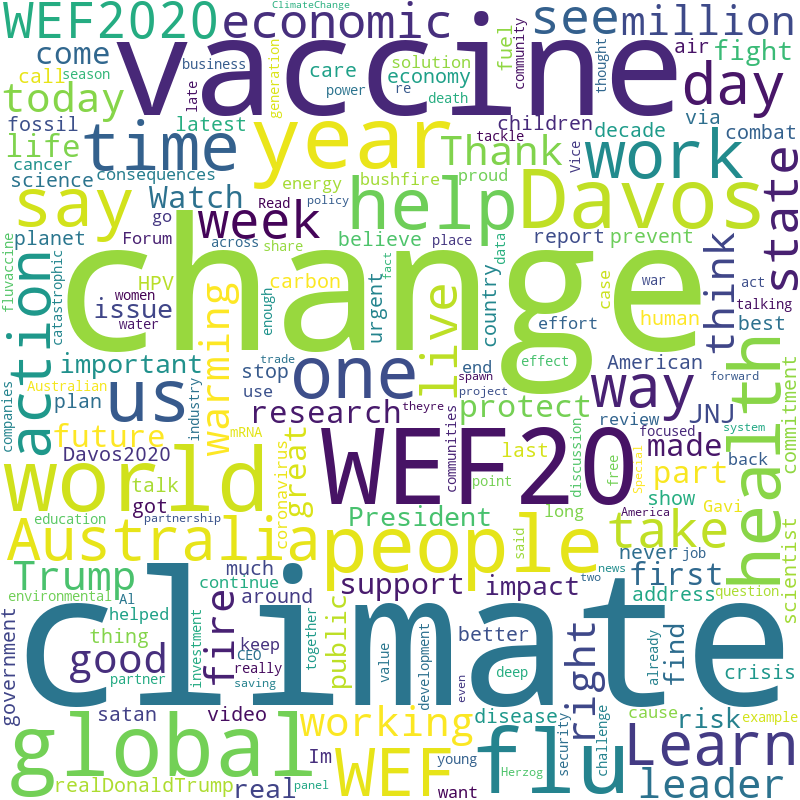 ClimateChange
WEF2020
economic
see
million
vaccine
business
come
care
solution
fuel
community
thought
air
fight
call
season
late
generation
power
re
economy
death
day
today
latest
children
decade
via
combat
fossil
time
year
Thank
tackle
Vice
work
state
life
cancer
consequences
science
Watch
energy
bushfire
proud
say
week
Read
policy
help
Davos
planet
go
Forum
across
share
believe
place
report
prevent
think
fluvaccine
action
catastrophic
HPV
women
water
change
carbon
fact
urgent
data
country
war
act
case
human
talking
issue
warming
enough
live
effort
best
important
stop
trade
end
effect
American
health
commitment
us
one
spawn
project
forward
way
plan
use
Australian
companies
industry
research
theyre
protect
review
focused
JNJ
system
future
mRNA
Davos2020
coronavirus
great
WEF20
communities
last
discussion
free
Special
made
back
world
talk
got
part
point
show
Gavi
education
partnership
President
long
said
America
take
scientist
Australia
people
never
job
Trump
much
continue
support
impact
news
two
first
question.
environmental
AI
helped
around
fire
public
address
climate
thing
government
good
partner
investment
keep
CEO
really
saving
together
value
development
better
even
deep
right
already
find
crisis
satan
video
working
disease
cause
risk
example
global
Im
WEF
young
flu
security
challenge
Learn
realDonaldTrump
real
panel
want
Herzog
leader